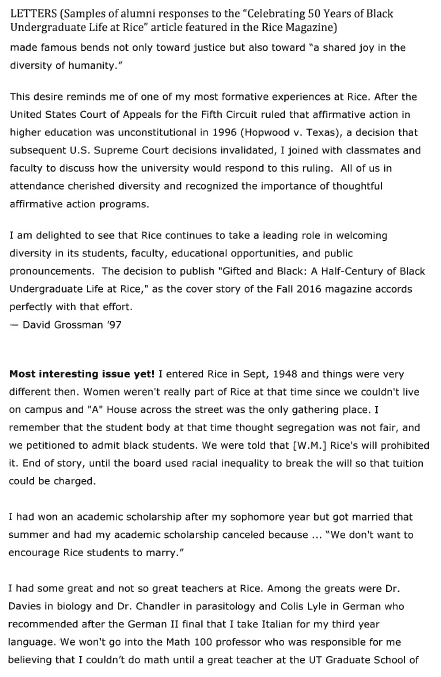 LETTERS (Samples of alumni responses to the “Celebrating 50 Years of Black
Undergraduate Life at Rice” article featured in the Rice Magazine)
made famous bends not only toward justice but also toward “a shared joy in the
diversity of humanity.”
This desire reminds me of one of my most formative experiences at Rice. After the
United States Court of Appeals for the Fifth Circuit ruled that affirmative action in
higher education was unconstitutional in 1996 (Hopwood v. Texas), a decision that
subsequent U.S. Supreme Court decisions invalidated, I joined with classmates and
faculty to discuss how the university would respond to this ruling.  All of us in
attendance cherished diversity and recognized the importance of thoughtful
affirmative action programs.
I am delighted to see that Rice continues to take a leading role in welcoming
diversity in its students, faculty, educational opportunities, and public
pronouncements.  The decision to publish "Gifted and Black: A Half-Century of Black
Undergraduate Life at Rice," as the cover story of the Fall 2016 magazine accords
perfectly with that effort.
— David Grossman ’97
Most interesting issue yet! I entered Rice in Sept, 1948 and things were very
different then. Women weren't really part of Rice at that time since we couldn't live
on campus and "A" House across the street was the only gathering place. I
remember that the student body at that time thought segregation was not fair, and
we petitioned to admit black students. We were told that [W.M.] Rice's will prohibited
it. End of story, until the board used racial inequality to break the will so that tuition
could be charged.
I had won an academic scholarship after my sophomore year but got married that
summer and had my academic scholarship canceled because ... “We don't want to
encourage Rice students to marry.”
I had some great and not so great teachers at Rice. Among the greats were Dr.
Davies in biology and Dr. Chandler in parasitology and Colis Lyle in German who
recommended after the German II final that I take Italian for my third year
language. We won't go into the Math 100 professor who was responsible for me
believing that I couldn’t do math until a great teacher at the UT Graduate School of